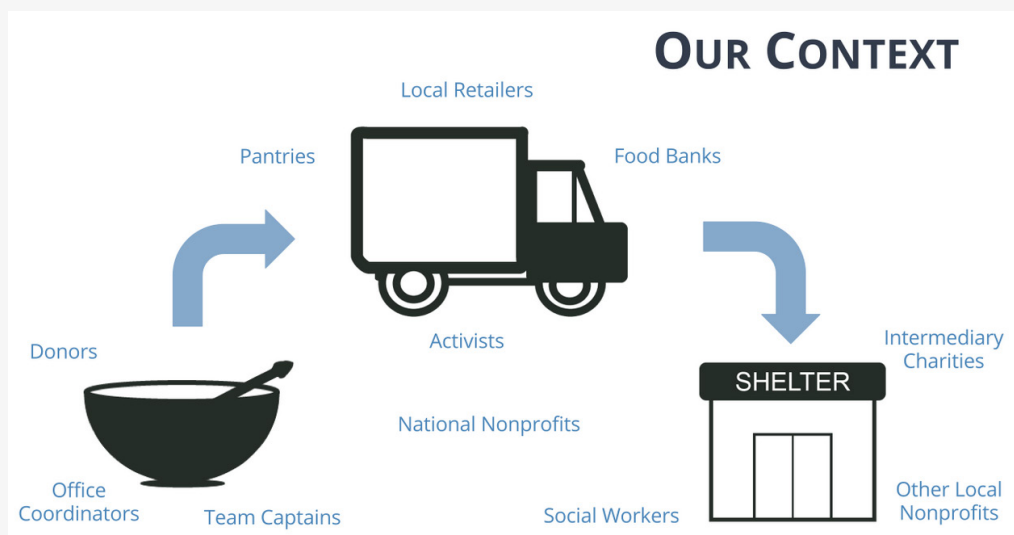 OUR CONTEXT
Local Retailers
Pantries
Food Banks
Donors
Activists
Intermediary
Charities
SHELTER
National Nonprofits
Office
Coordinators
Team Captains
Social Workers
Other Local
Nonprofits